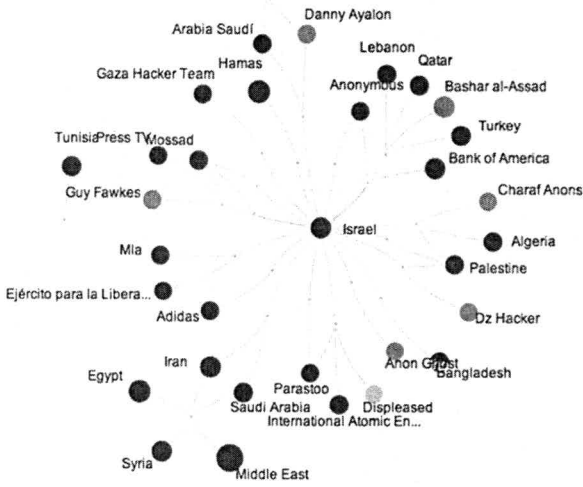 Danny Ayalon
Arabia Saudí
Lebanon
Hamas
Qatar
Gaza Hacker Team
Anonymous
Bashar al-Assad
Turkey
Tunisia
Press TV
Mossad
Bank of America
Guy Fawkes
Charaf Anons
Israel
Algeria
Mla
Palestine
Ejército para la Libera...
Adidas
Dz Hacker
Iran
Anon Ghost
Bangladesh
Egypt
Parastoo
Saudi Arabia
Displeased
International Atomic En...
Syria
Middle East